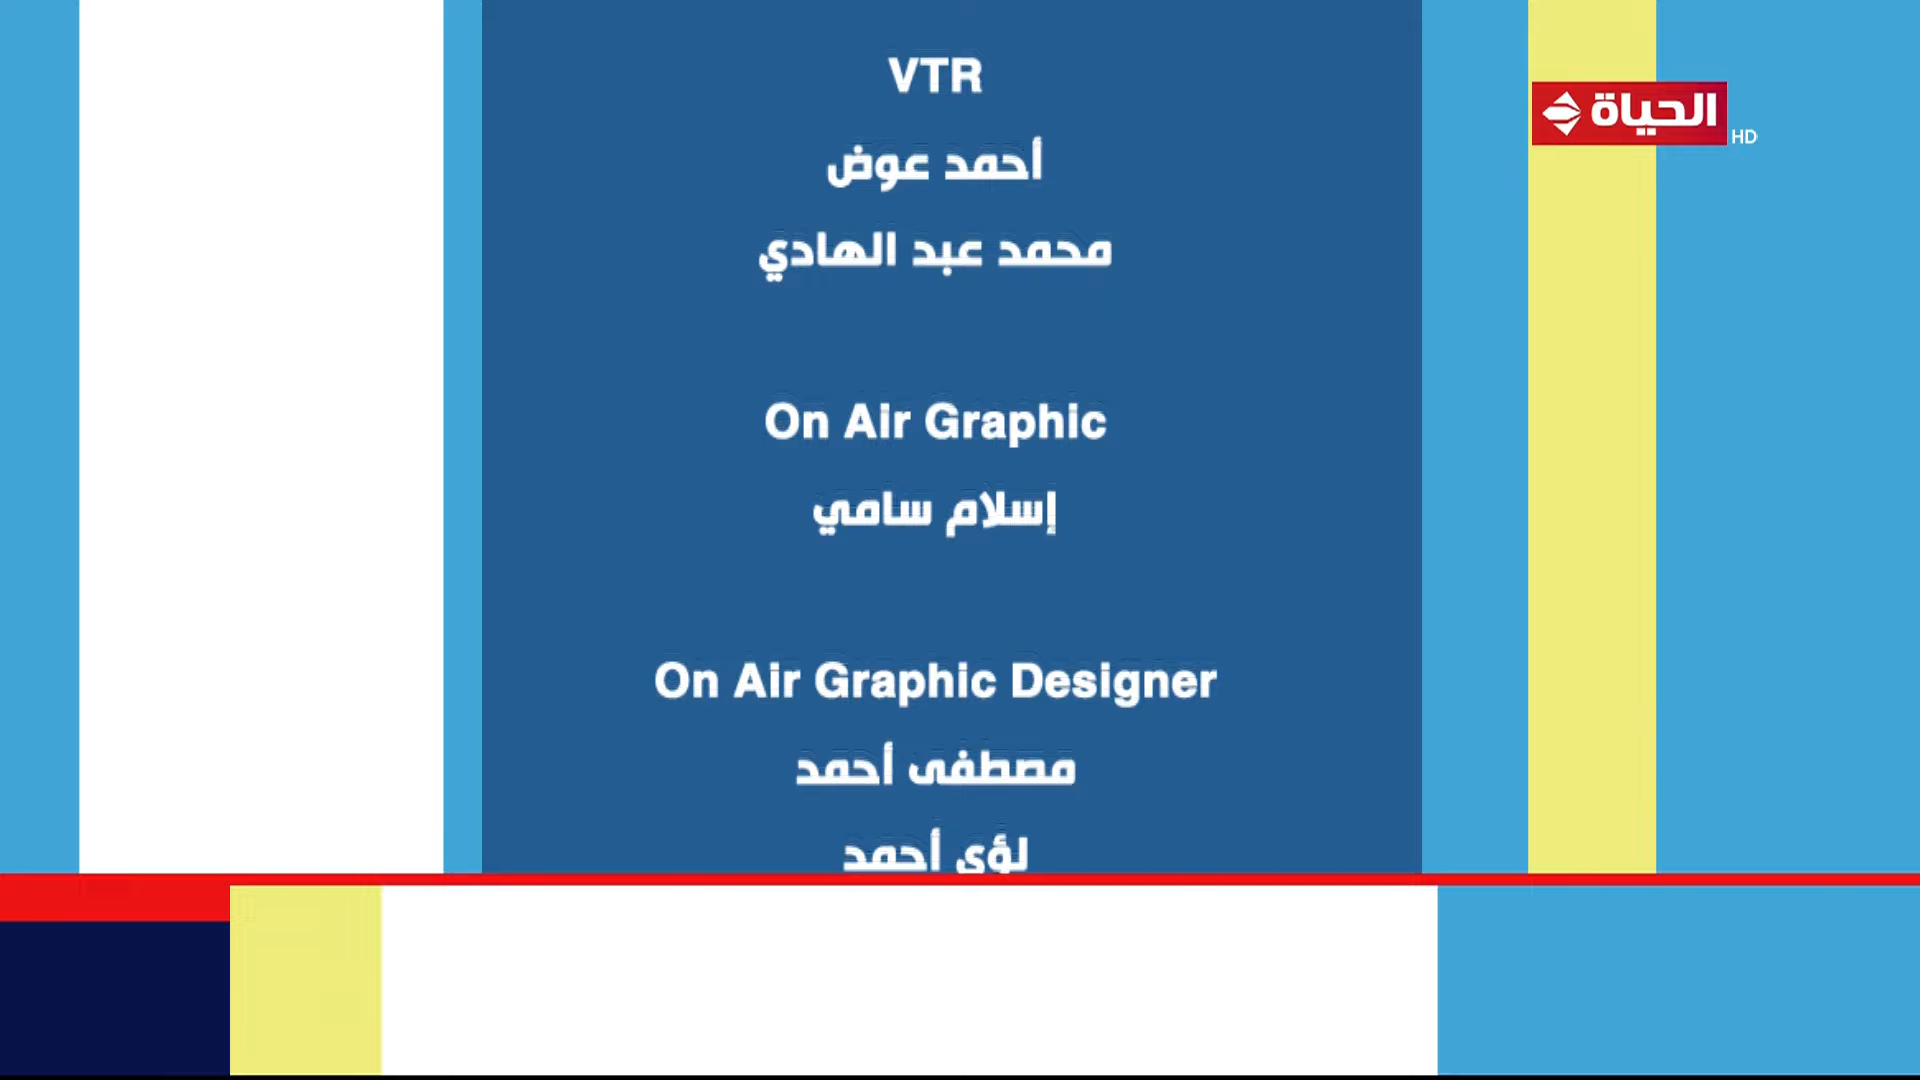 VTR
أحمد عوض
محمد عبد الهادي
On Air Graphic
إسلام سامي
On Air Graphic Designer
مصطفى أحمد
لؤى أحمد
الحياة
HD